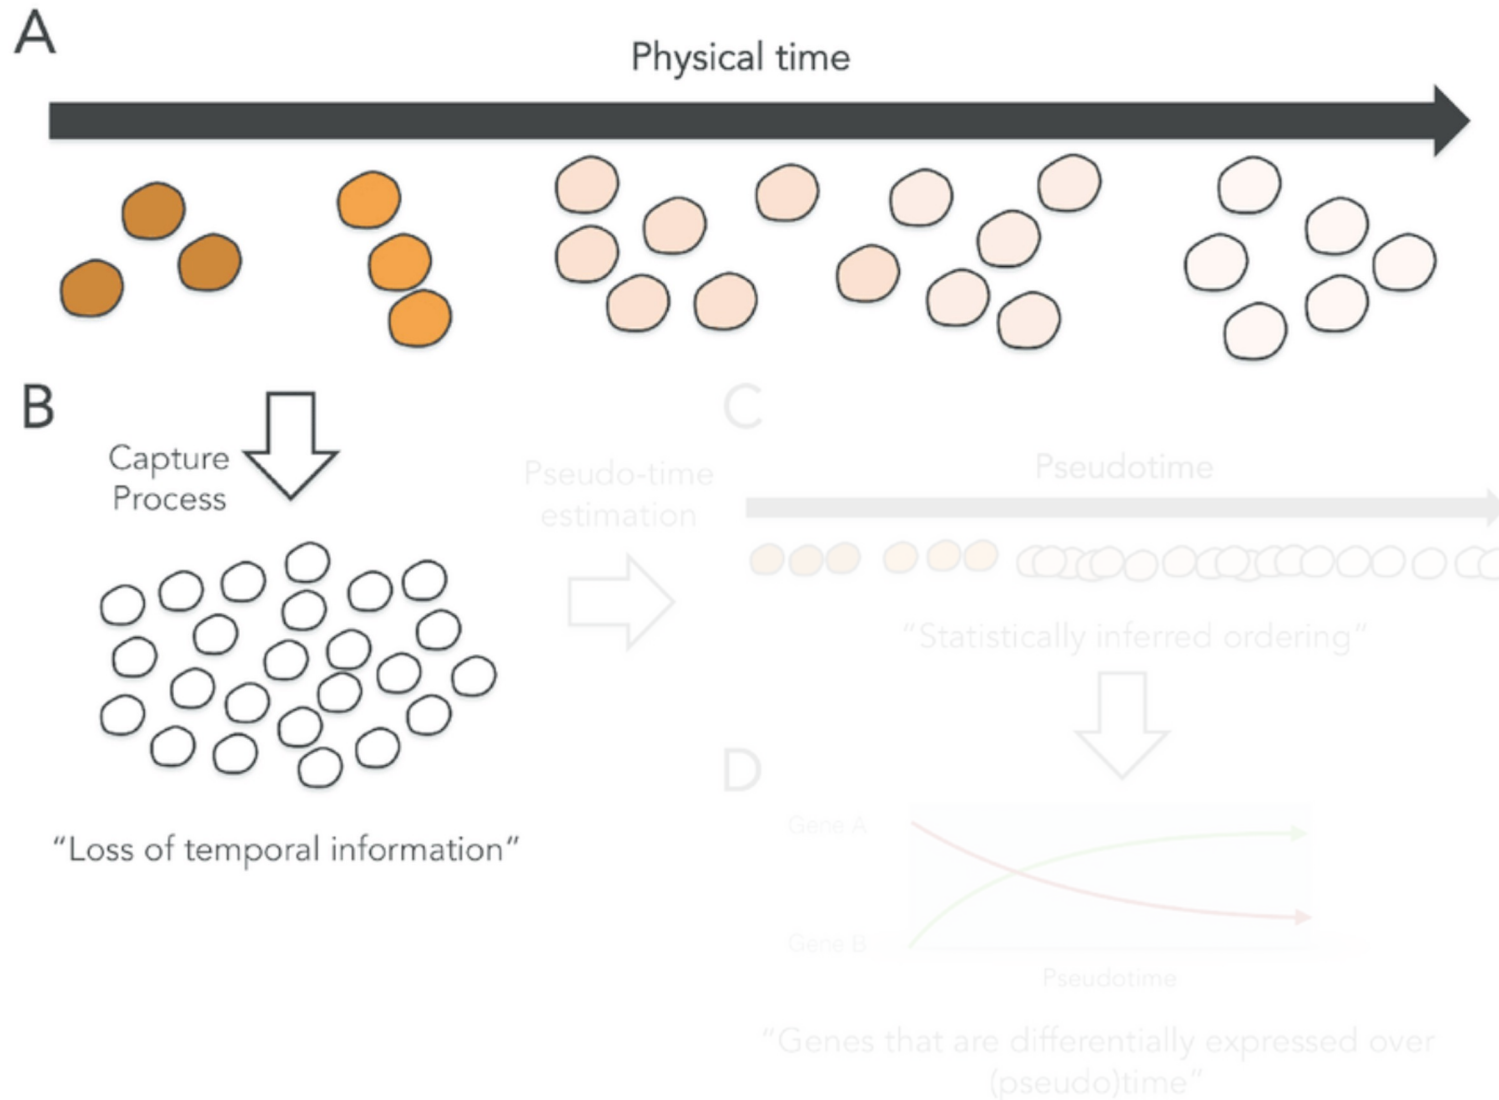 A
Physical time
B
Capture
Process
“Loss of temporal information”
Pseudo-time
estimation
C
Pseudotime
“Statistically inferred ordering”
D
Gene A
Gene B
Pseudotime
“Genes that are differentially expressed over
(pseudo)time”